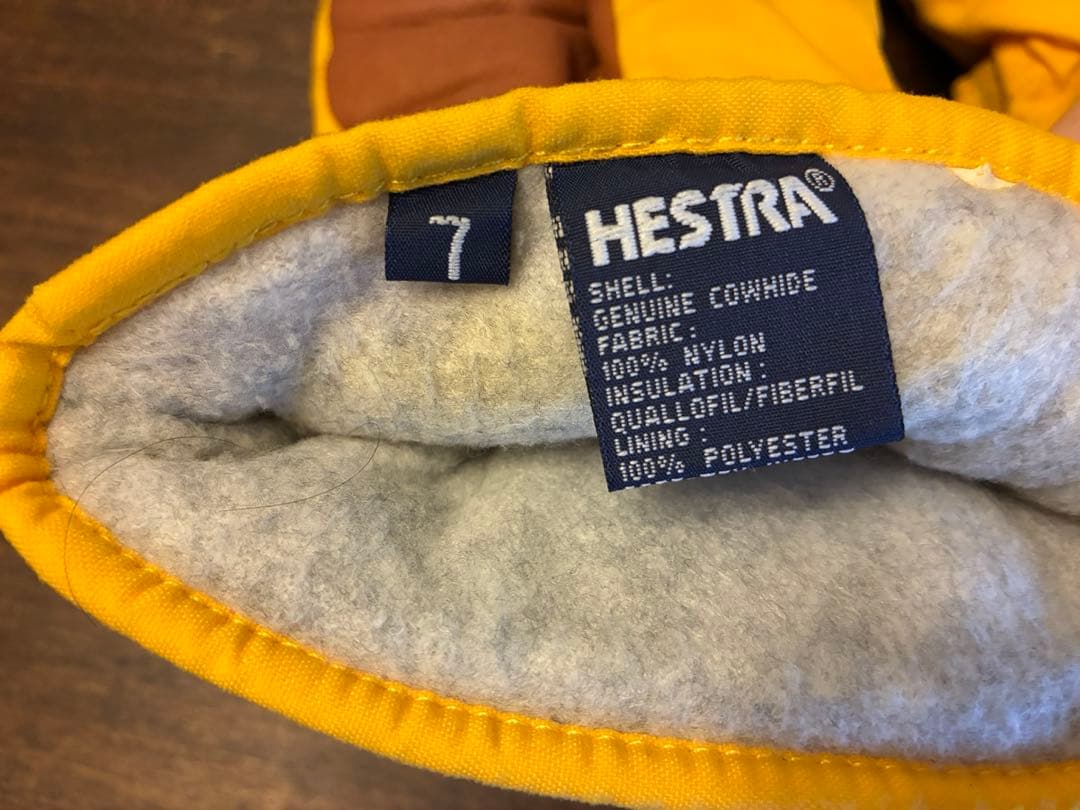 7
HESTRA®
SHELL:
GENUINE COWHIDE
FABRIC:
100% NYLON
INSULATION:
QUALLOFIL/FIBERFIL
LINING:
100% POLYESTER